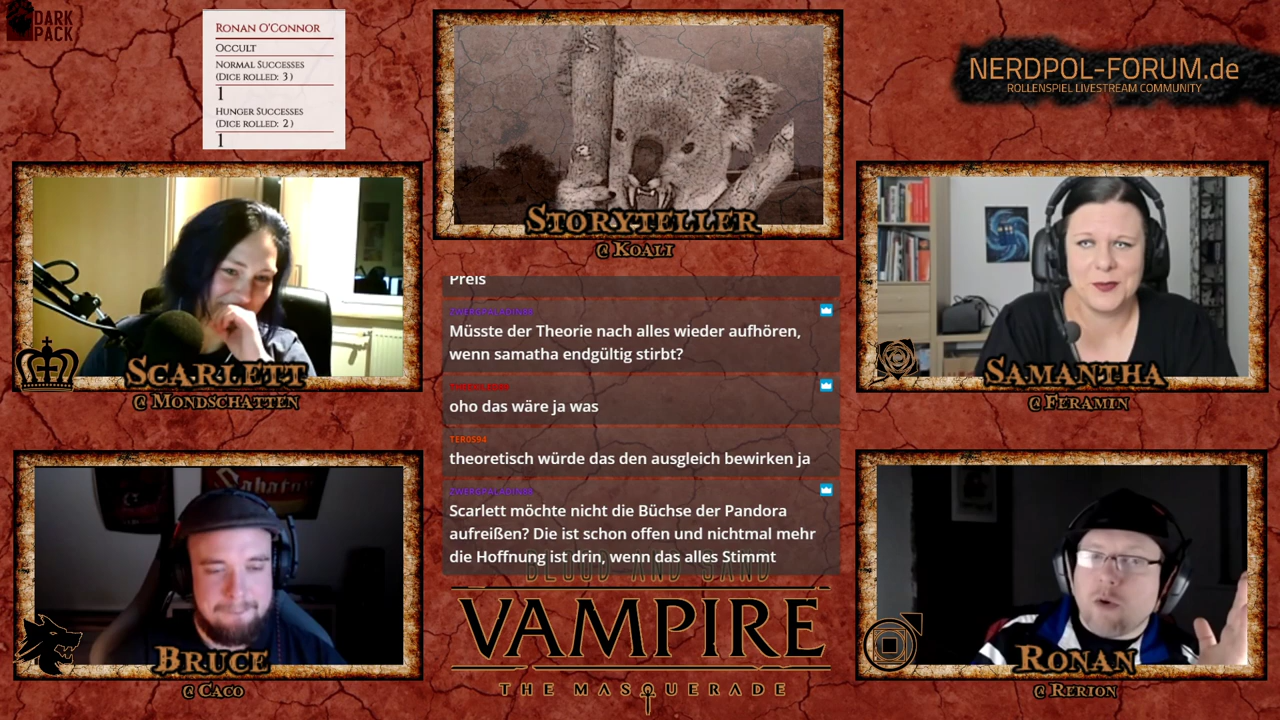 DARK
PACK
RONAN O'CONNOR
OCCULT
NORMAL SUCCESSES
(DICE ROLLED: 3)
1
HUNGER SUCCESSES
(DICE ROLLED: 2)
1
STORYTELLER
@ KOALI
NERDPOL-FORUM.de
ROLLENSPIEL LIVESTREAM COMMUNITY
SCARLETT
@ MONDSCHATTEN
SAMANTHA
@ FERAMIN
Preis
Müsste der Theorie nach alles wieder aufhören,
wenn samatha endgültig stirbt?
oho das wäre ja was
TER0S94
theoretisch würde das den ausgleich bewirken ja
Scarlett möchte nicht die Büchse der Pandora
aufreißen? Die ist schon offen und nichtmal mehr
die Hoffnung ist drin, wenn das alles Stimmt
BLOOD AND SAND
VAMPIRE
THE MASQUERADE
Sabaton
BRUCE
@ CACO
RONAN
@ RERION